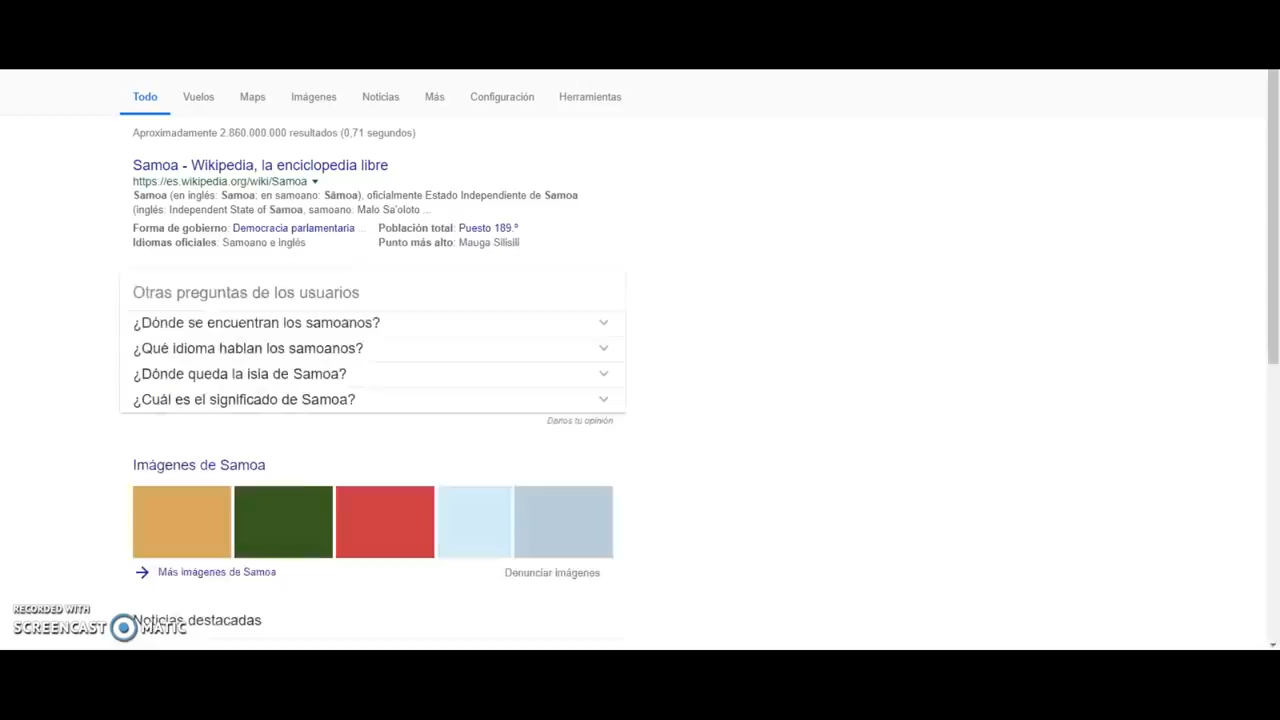 Todo Vuelos Maps Imágenes Noticias Más Configuración Herramientas
Aproximadamente 2.860.000.000 resultados (0,71 segundos)
Samoa - Wikipedia, la enciclopedia libre
https://es.wikipedia.org/wiki/Samoa
Samoa (en inglés: Samoa; en samoano: Sāmoa), oficialmente Estado Independiente de Samoa
(inglés: Independent State of Samoa, samoano: Malo Sa'oloto ...
Forma de gobierno: Democracia parlamentaria ... Población total: Puesto 189.º
Idiomas oficiales: Samoano e inglés Punto más alto: Mauga Silisili
Otras preguntas de los usuarios
¿Dónde se encuentran los samoanos?
¿Qué idioma hablan los samoanos?
¿Dónde queda la isla de Samoa?
¿Cuál es el significado de Samoa?
Danos tu opinión
Imágenes de Samoa
Más imágenes de Samoa Denunciar imágenes
Noticias destacadas
RECORDED WITH
SCREENCAST MATIC